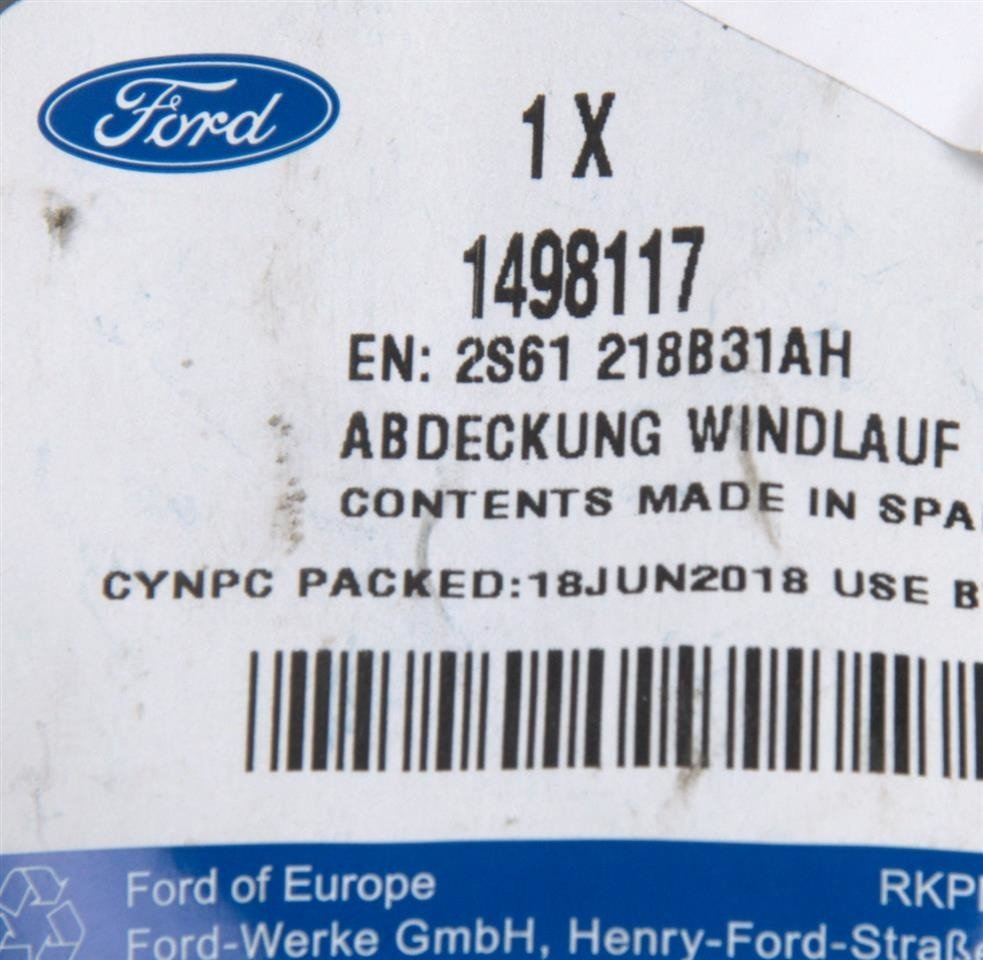 Ford
1 X
1498117
EN: 2S61 218B31AH
ABDECKUNG WINDLAUF
CONTENTS MADE IN SPA
CYNPC PACKED:18JUN2018 USE B
Ford of Europe
RKP
Ford-Werke GmbH, Henry-Ford-Straße